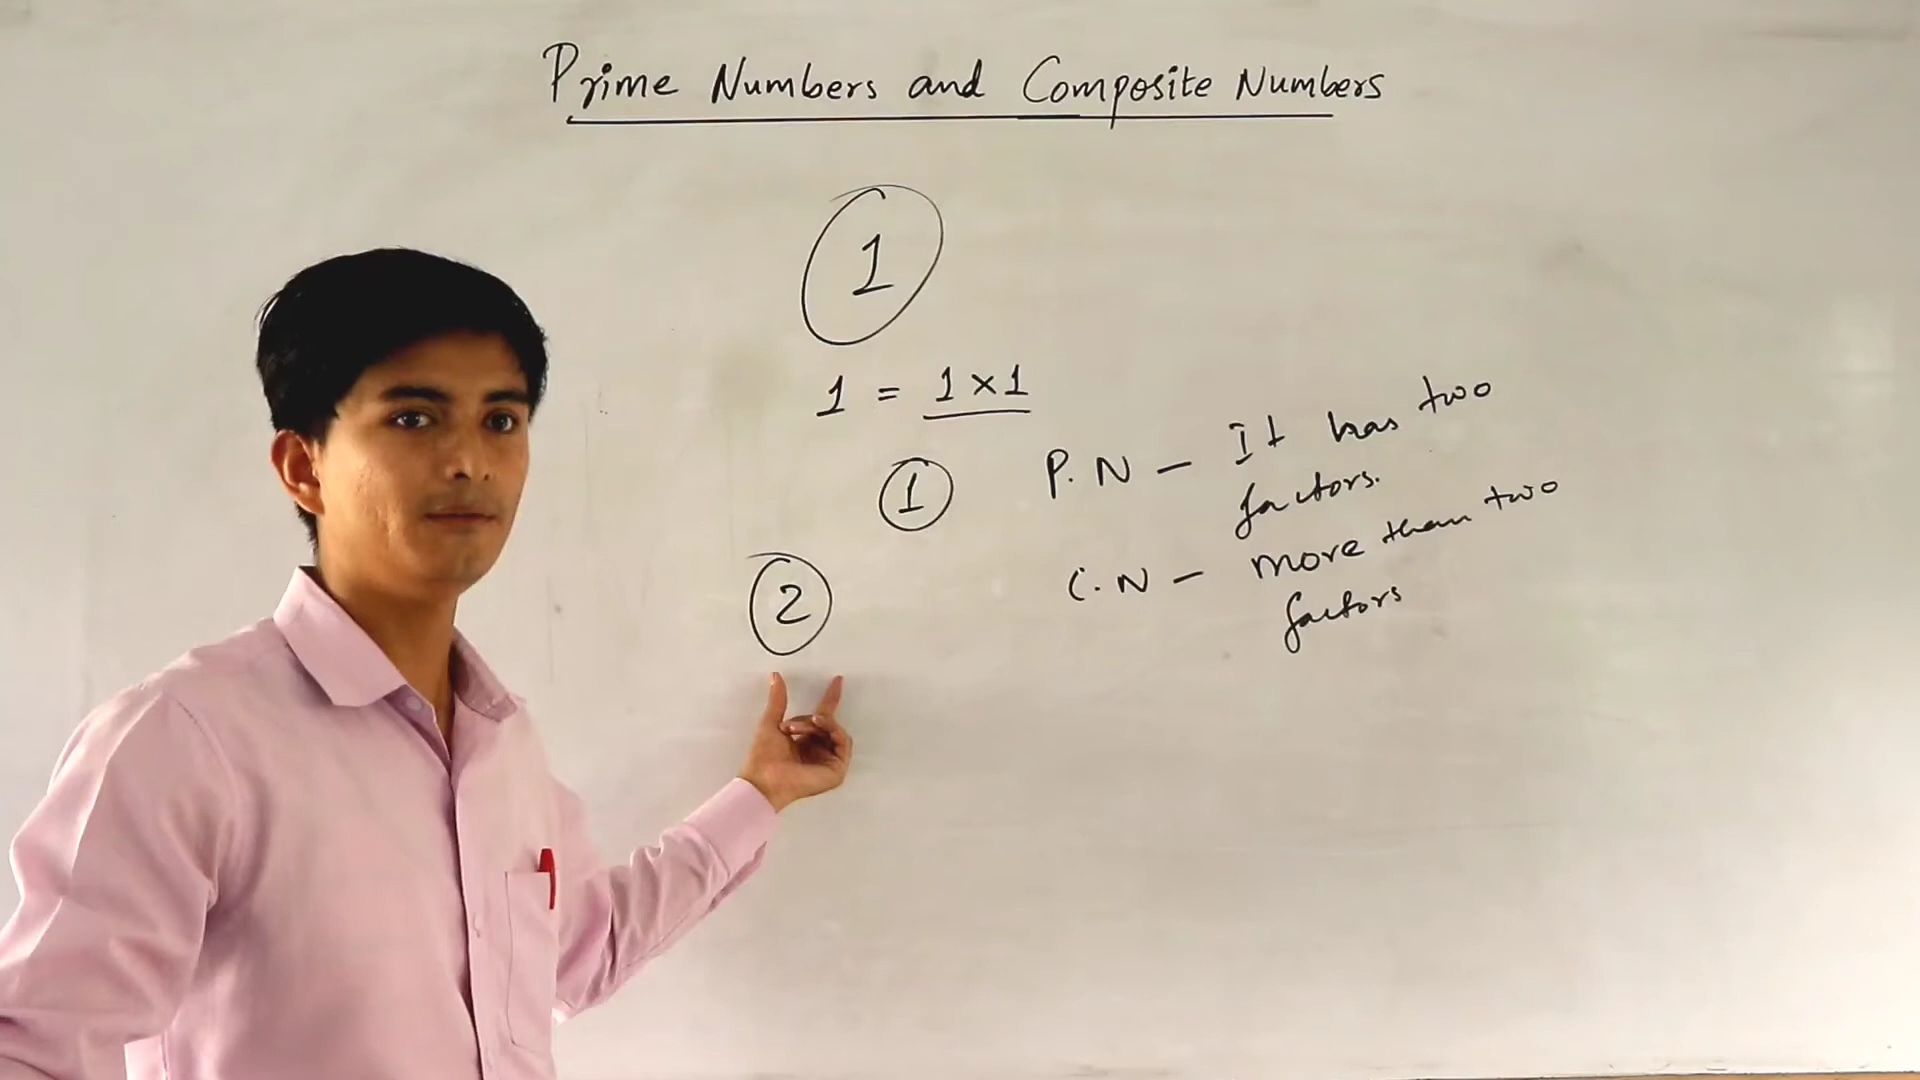 Prime Numbers and Composite Numbers
1
1 = 1 × 1
1
P.N – It has two
factors.
C.N – more than two
factors
2